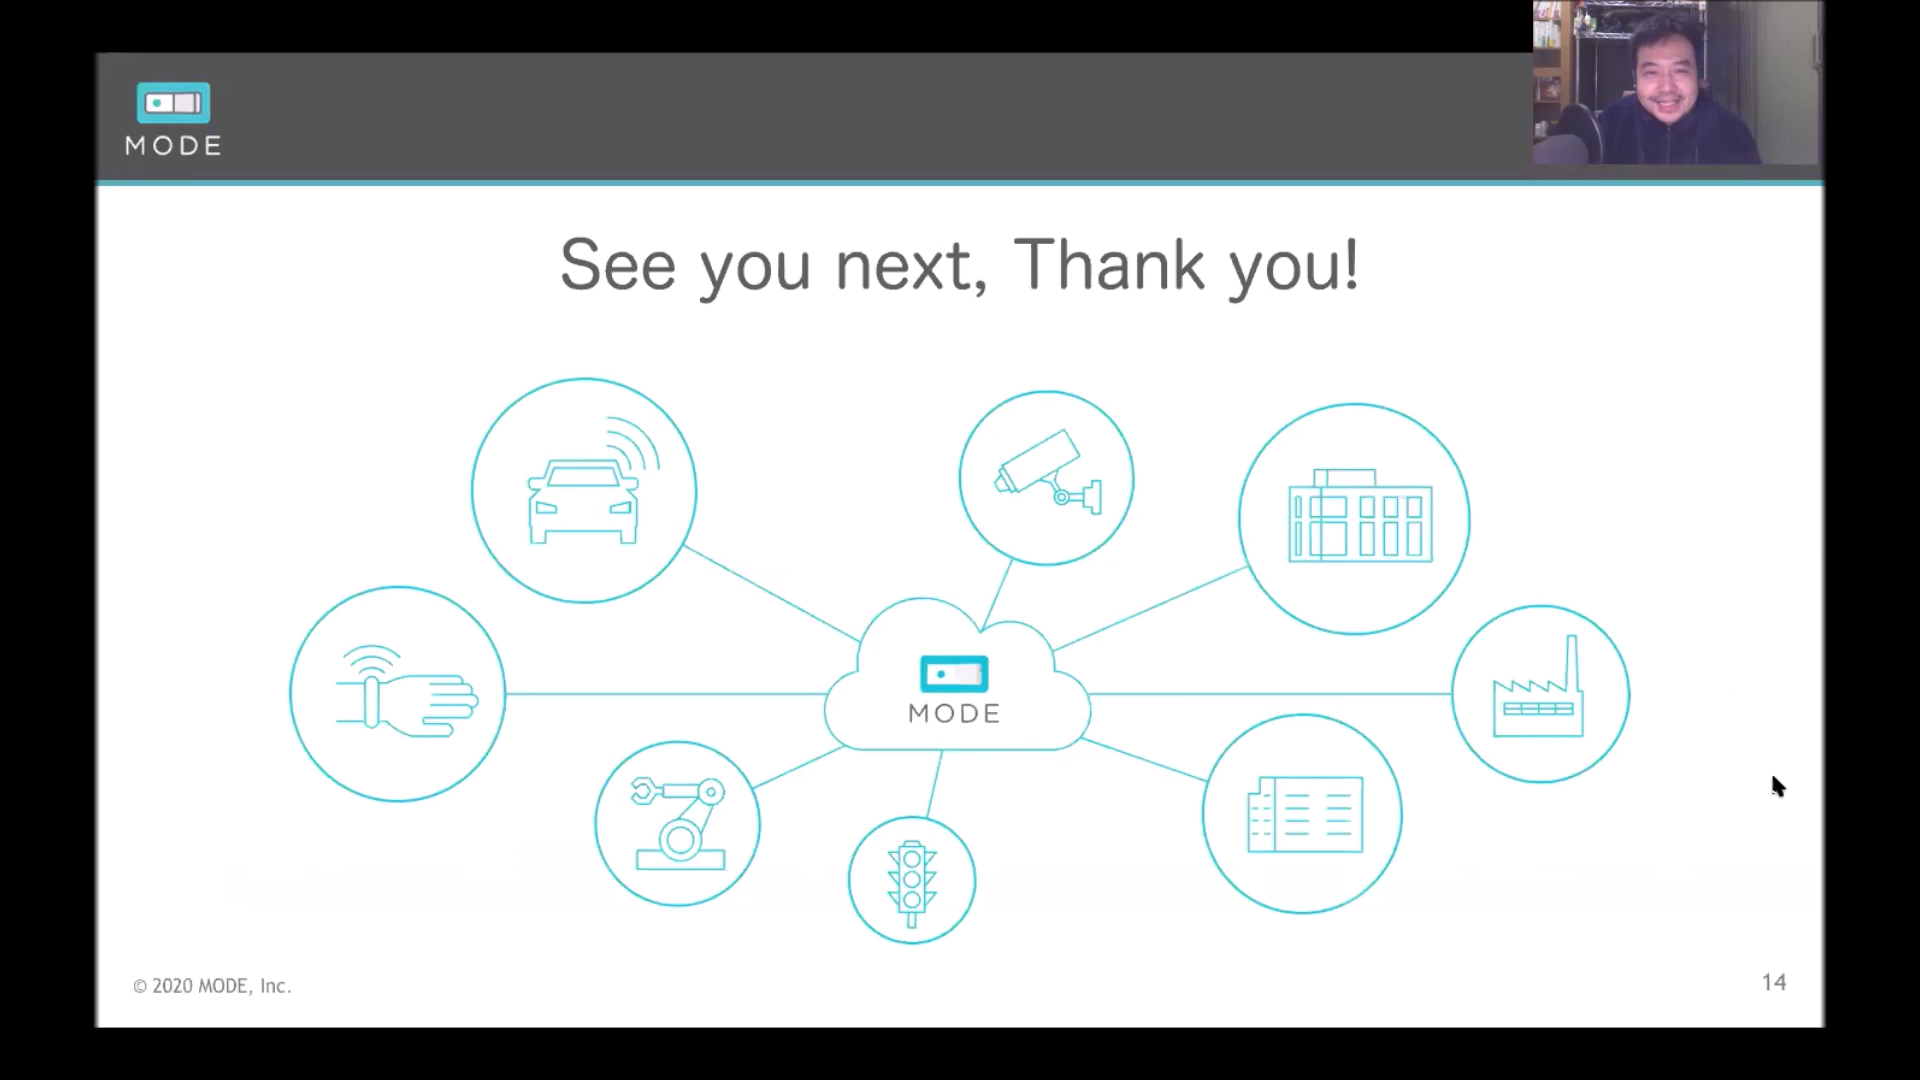 MODE
See you next, Thank you!
MODE
© 2020 MODE, Inc.
14